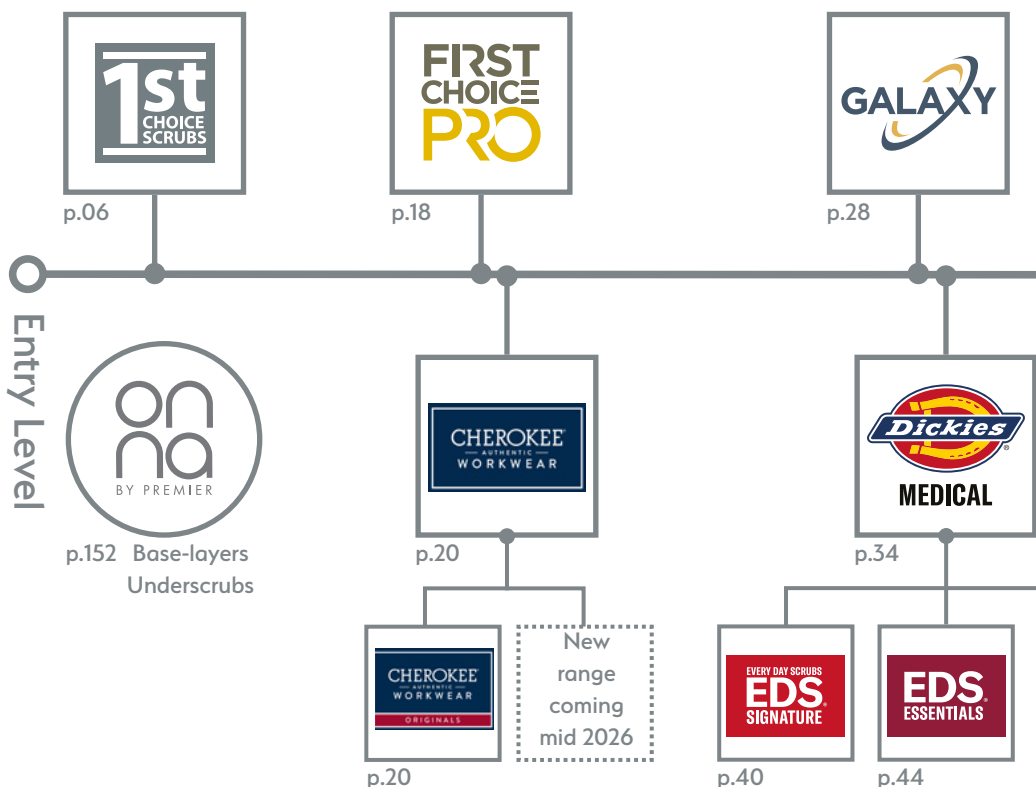 1st
CHOICE
SCRUBS
p.06
FIRST
CHOICE
PRO
p.18
GALAXY
p.28
Entry Level
on
na
BY PREMIER
p.152 Base-layers
Underscrubs
CHEROKEE
AUTHENTIC
WORKWEAR
p.20
Dickies®
MEDICAL
p.34
CHEROKEE
AUTHENTIC
WORKWEAR
ORIGINALS
p.20
New
range
coming
mid 2026
EVERY DAY SCRUBS
EDS®
SIGNATURE
p.40
EDS®
ESSENTIALS
p.44